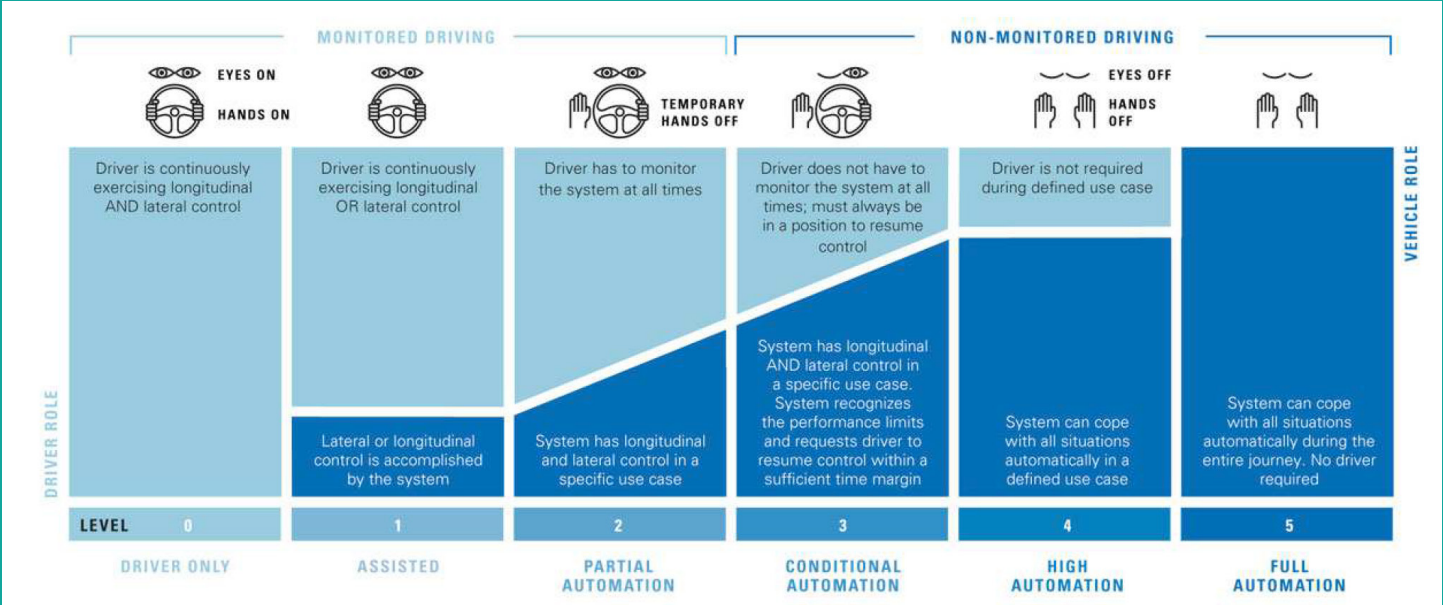 MONITORED DRIVING
NON-MONITORED DRIVING
EYES ON
HANDS ON
TEMPORARY
HANDS OFF
EYES OFF
HANDS
OFF
Driver is continuously
exercising longitudinal
AND lateral control
Driver is continuously
exercising longitudinal
OR lateral control
Driver has to monitor
the system at all times
Driver does not have to
monitor the system at all
times; must always be
in a position to resume
control
Driver is not required
during defined use case
VEHICLE ROLE
DRIVER ROLE
Lateral or longitudinal
control is accomplished
by the system
System has longitudinal
and lateral control in a
specific use case
System has longitudinal
AND lateral control in
a specific use case.
System recognizes
the performance limits
and requests driver to
resume control within a
sufficient time margin
System can cope
with all situations
automatically in a
defined use case
System can cope
with all situations
automatically during the
entire journey. No driver
required
LEVEL 0 1 2 3 4 5
DRIVER ONLY
ASSISTED
PARTIAL
AUTOMATION
CONDITIONAL
AUTOMATION
HIGH
AUTOMATION
FULL
AUTOMATION